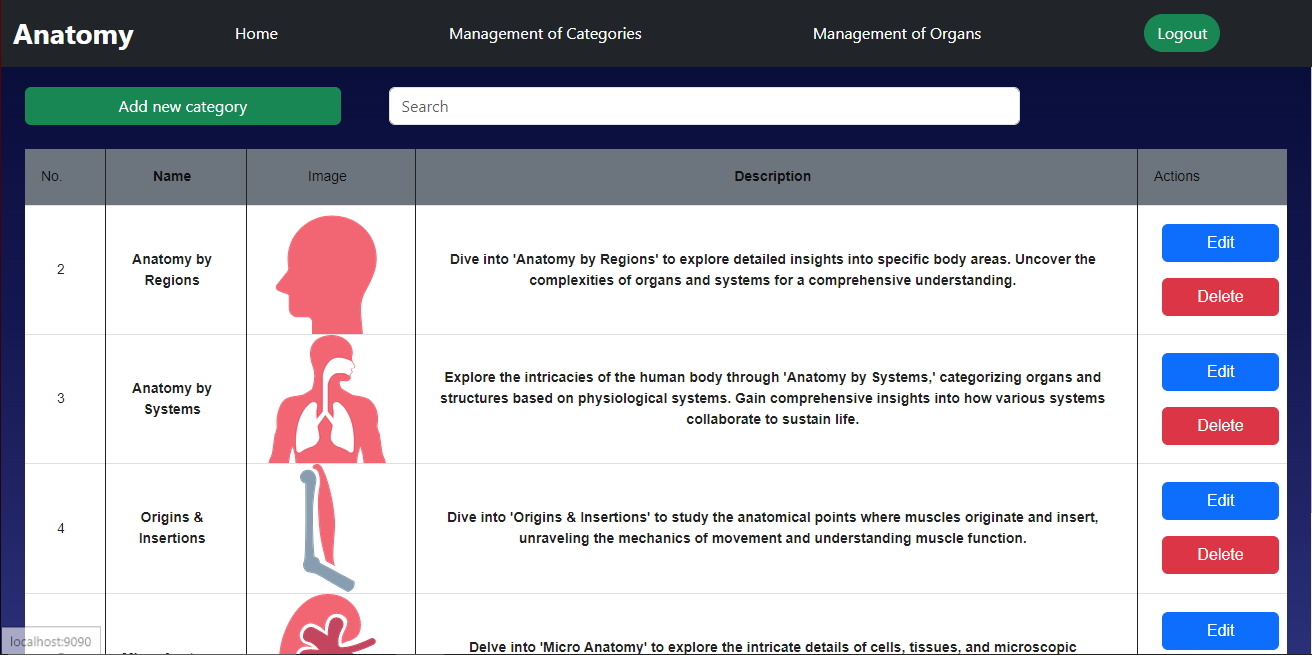 Anatomy
Home
Management of Categories
Management of Organs
Logout
Add new category
Search
No.
Name
Image
Description
Actions
2
Anatomy by
Regions
Dive into 'Anatomy by Regions' to explore detailed insights into specific body areas. Uncover the
complexities of organs and systems for a comprehensive understanding.
Edit
Delete
3
Anatomy by
Systems
Explore the intricacies of the human body through 'Anatomy by Systems,' categorizing organs and
structures based on physiological systems. Gain comprehensive insights into how various systems
collaborate to sustain life.
Edit
Delete
4
Origins &
Insertions
Dive into 'Origins & Insertions' to study the anatomical points where muscles originate and insert,
unraveling the mechanics of movement and understanding muscle function.
Edit
Delete
Delve into 'Micro Anatomy' to explore the intricate details of cells, tissues, and microscopic
Edit
localhost:9090